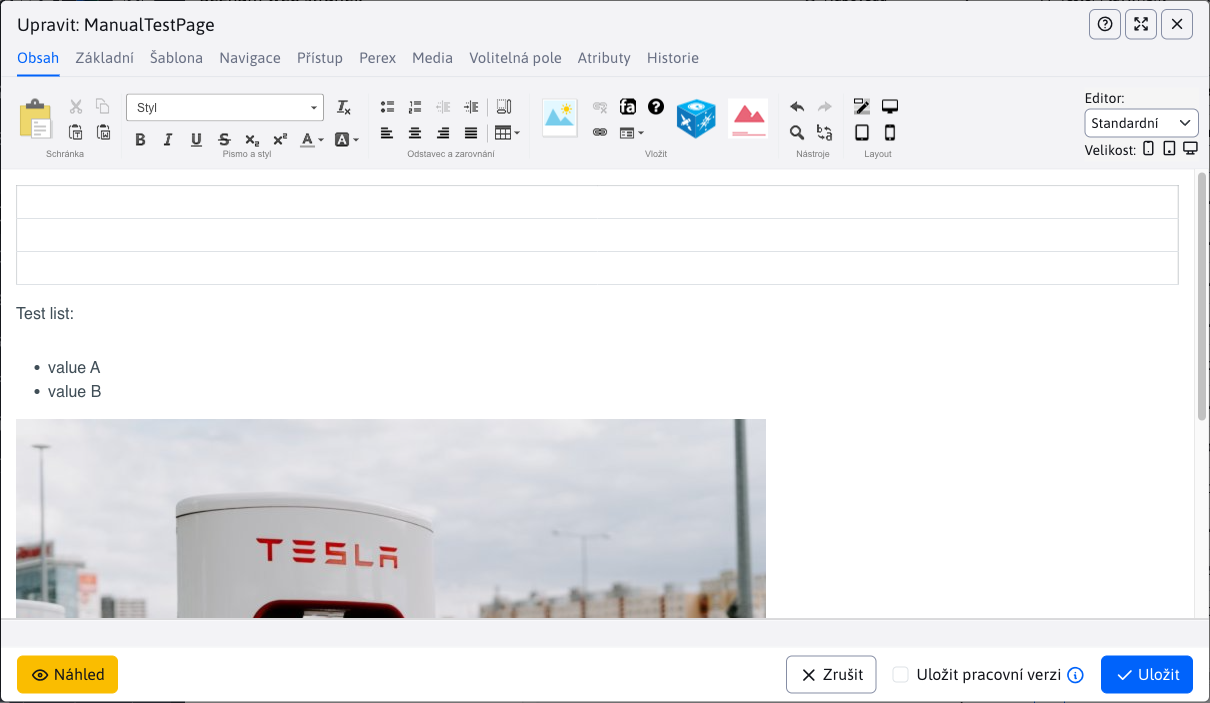 Upravit: ManualTestPage
Obsah Základní Šablona Navigace Přístup Perex Media Volitelná pole Atributy Historie
Styl
Schránka
Písmo a styl
Odstavec a zarovnání
Vložit
Nástroje
Layout
Editor:
Standardní
Velikost:
Test list:
value A
value B
TESLA
Náhled
Zrušit
Uložit pracovní verzi
Uložit